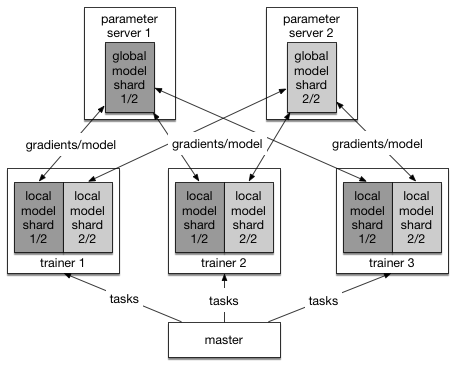 parameter
server 1
parameter
server 2
global
model
shard
1/2
global
model
shard
2/2
gradients/model
gradients/model
gradients/model
local
model
shard
1/2
local
model
shard
2/2
local
model
shard
1/2
local
model
shard
2/2
local
model
shard
1/2
local
model
shard
2/2
trainer 1
trainer 2
trainer 3
tasks
tasks
tasks
master